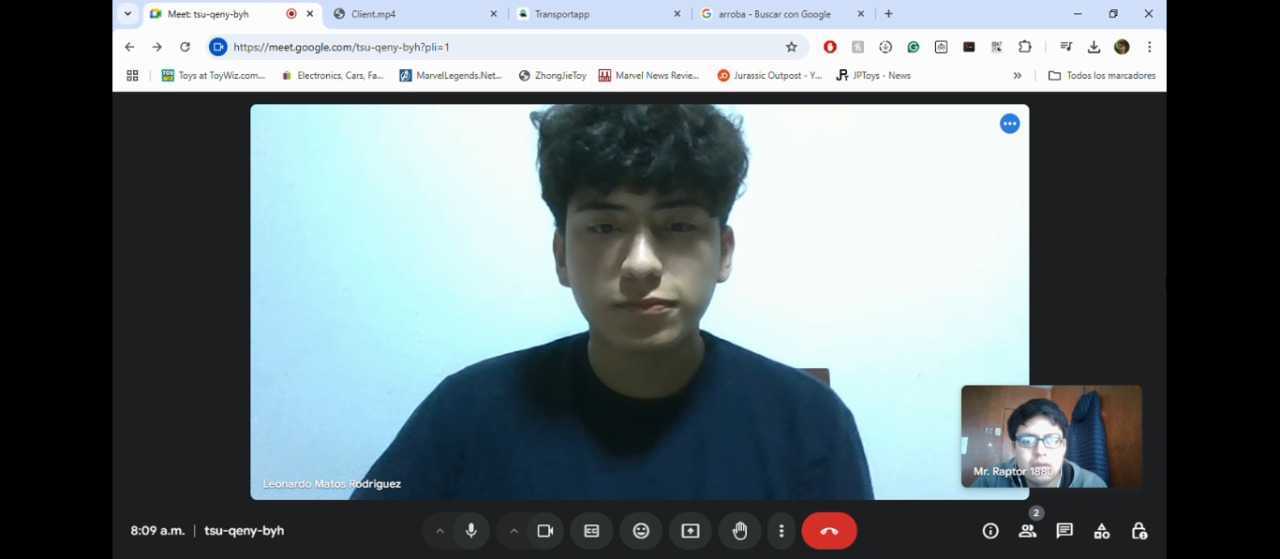 Meet: tsu-qeny-byh
Client.mp4
Transportapp
arroba - Buscar con Google
https://meet.google.com/tsu-qeny-byh?pli=1
Toys at ToyWiz.com...
Electronics, Cars, Fa...
MarvelLegends.Net...
ZhongJieToy
Marvel News Revie...
Jurassic Outpost - Y...
JPToys - News
Todos los marcadores
Leonardo Matos Rodriguez
Mr. Raptor 1880
8:09 a.m.
tsu-qeny-byh
2